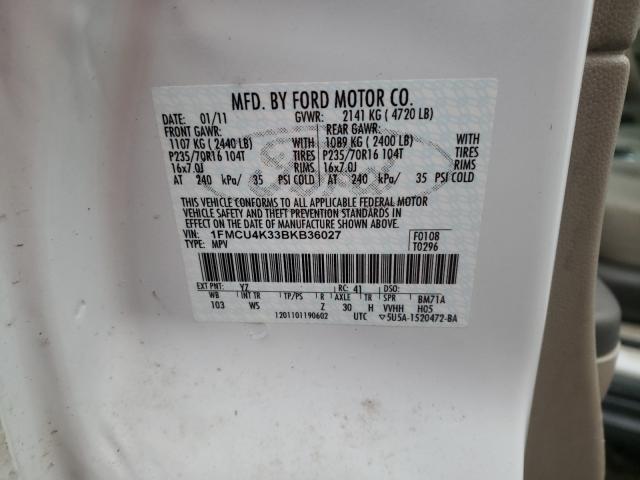 MFD. BY FORD MOTOR CO.
DATE: 01/11 GVWR: 2141 KG ( 4720 LB)
FRONT GAWR: REAR GAWR:
1107 KG ( 2440 LB) WITH 1089 KG ( 2400 LB) WITH
P235/70R16 104T TIRES P235/70R16 104T TIRES
16x7.0J RIMS 16x7.0J RIMS
AT 240 kPa/ 35 PSI COLD AT 240 kPa/ 35 PSI COLD
THIS VEHICLE CONFORMS TO ALL APPLICABLE FEDERAL MOTOR
VEHICLE SAFETY AND THEFT PREVENTION STANDARDS IN
EFFECT ON THE DATE OF MANUFACTURE SHOWN ABOVE.
VIN: 1FMCU4K33BKB36027 F0108
TYPE: MPV T0296
EXT PNT: YZ RC: 41 DSO:
WB INT TR TP/PS R AXLE TR SPR BM71A
103 WS Z 30 H VVHH H05
1201101190602 UTC ▽5U5A-1520472-BA